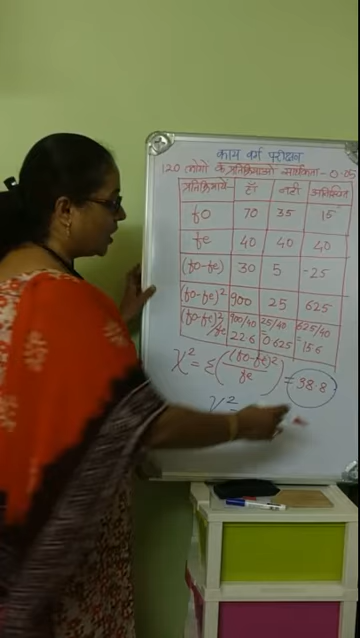 काय वर्ग परीक्षण
120 लोगों के प्रतिक्रियाओं सार्थकता - 0.05
प्रतिक्रियायें हाँ नहीं अनिश्चित
fo 70 35 15
fe 40 40 40
(fo-fe) 30 5 -25
(fo-fe)² 900 25 625
(fo-fe)²/fe 900/40 = 22.6 25/40 = 0.625 625/40 = 15.6
χ² = Σ((fo-fe)²/fe) = 38.8
χ² =